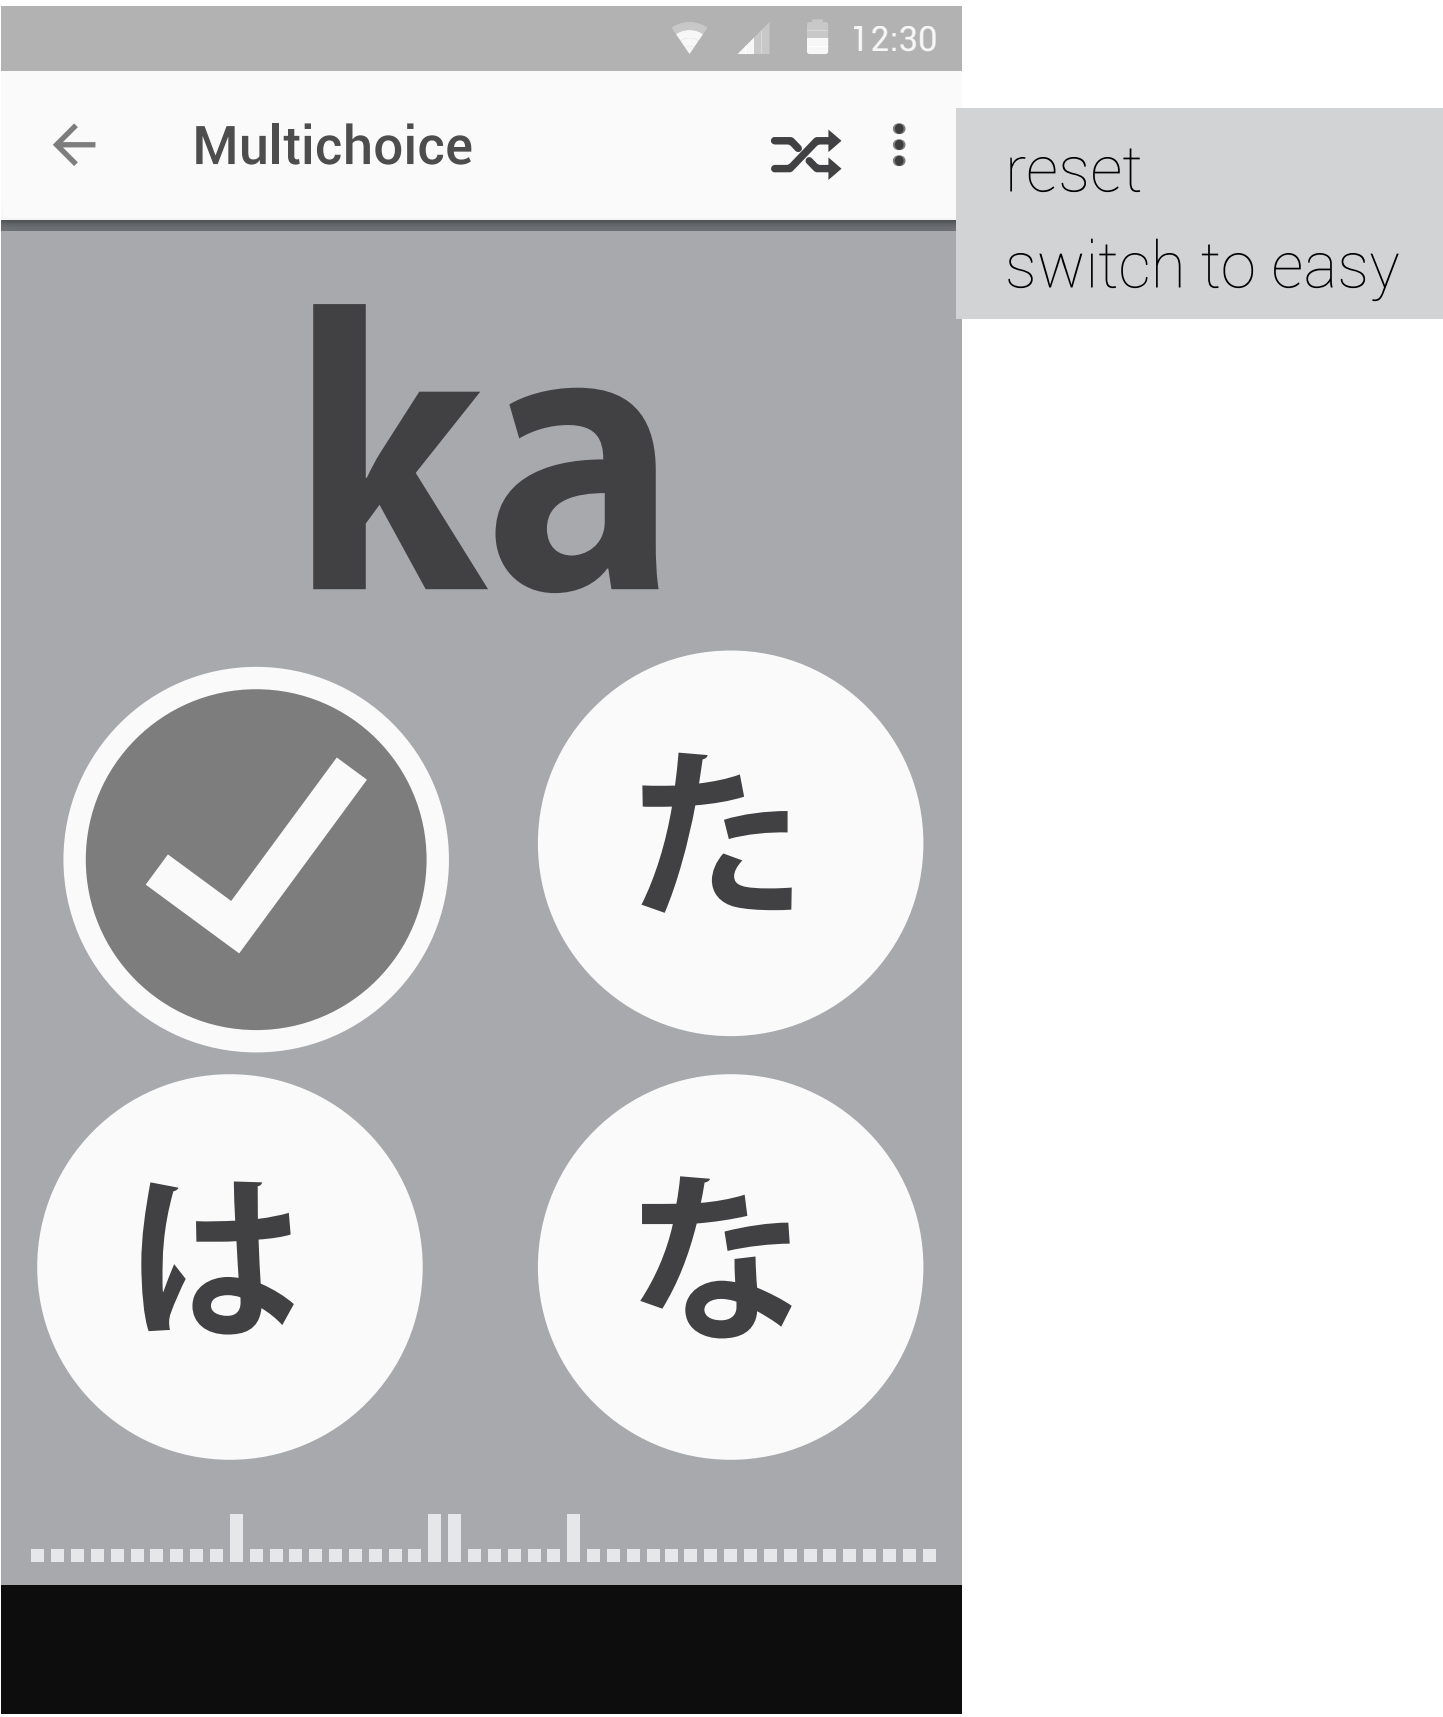 12:30
Multichoice
reset
switch to easy
ka
た
は
な